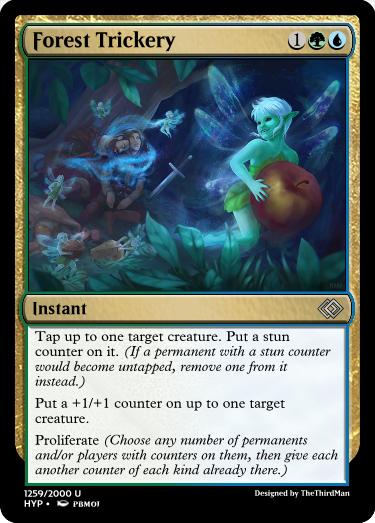 Forest Trickery 1
Instant
Tap up to one target creature. Put a stun
counter on it. (If a permanent with a stun counter
would become untapped, remove one from it
instead.)
Put a +1/+1 counter on up to one target
creature.
Proliferate (Choose any number of permanents
and/or players with counters on them, then give each
another counter of each kind already there.)
1259/2000 U Designed by TheThirdMan
HYP • PBMOJ